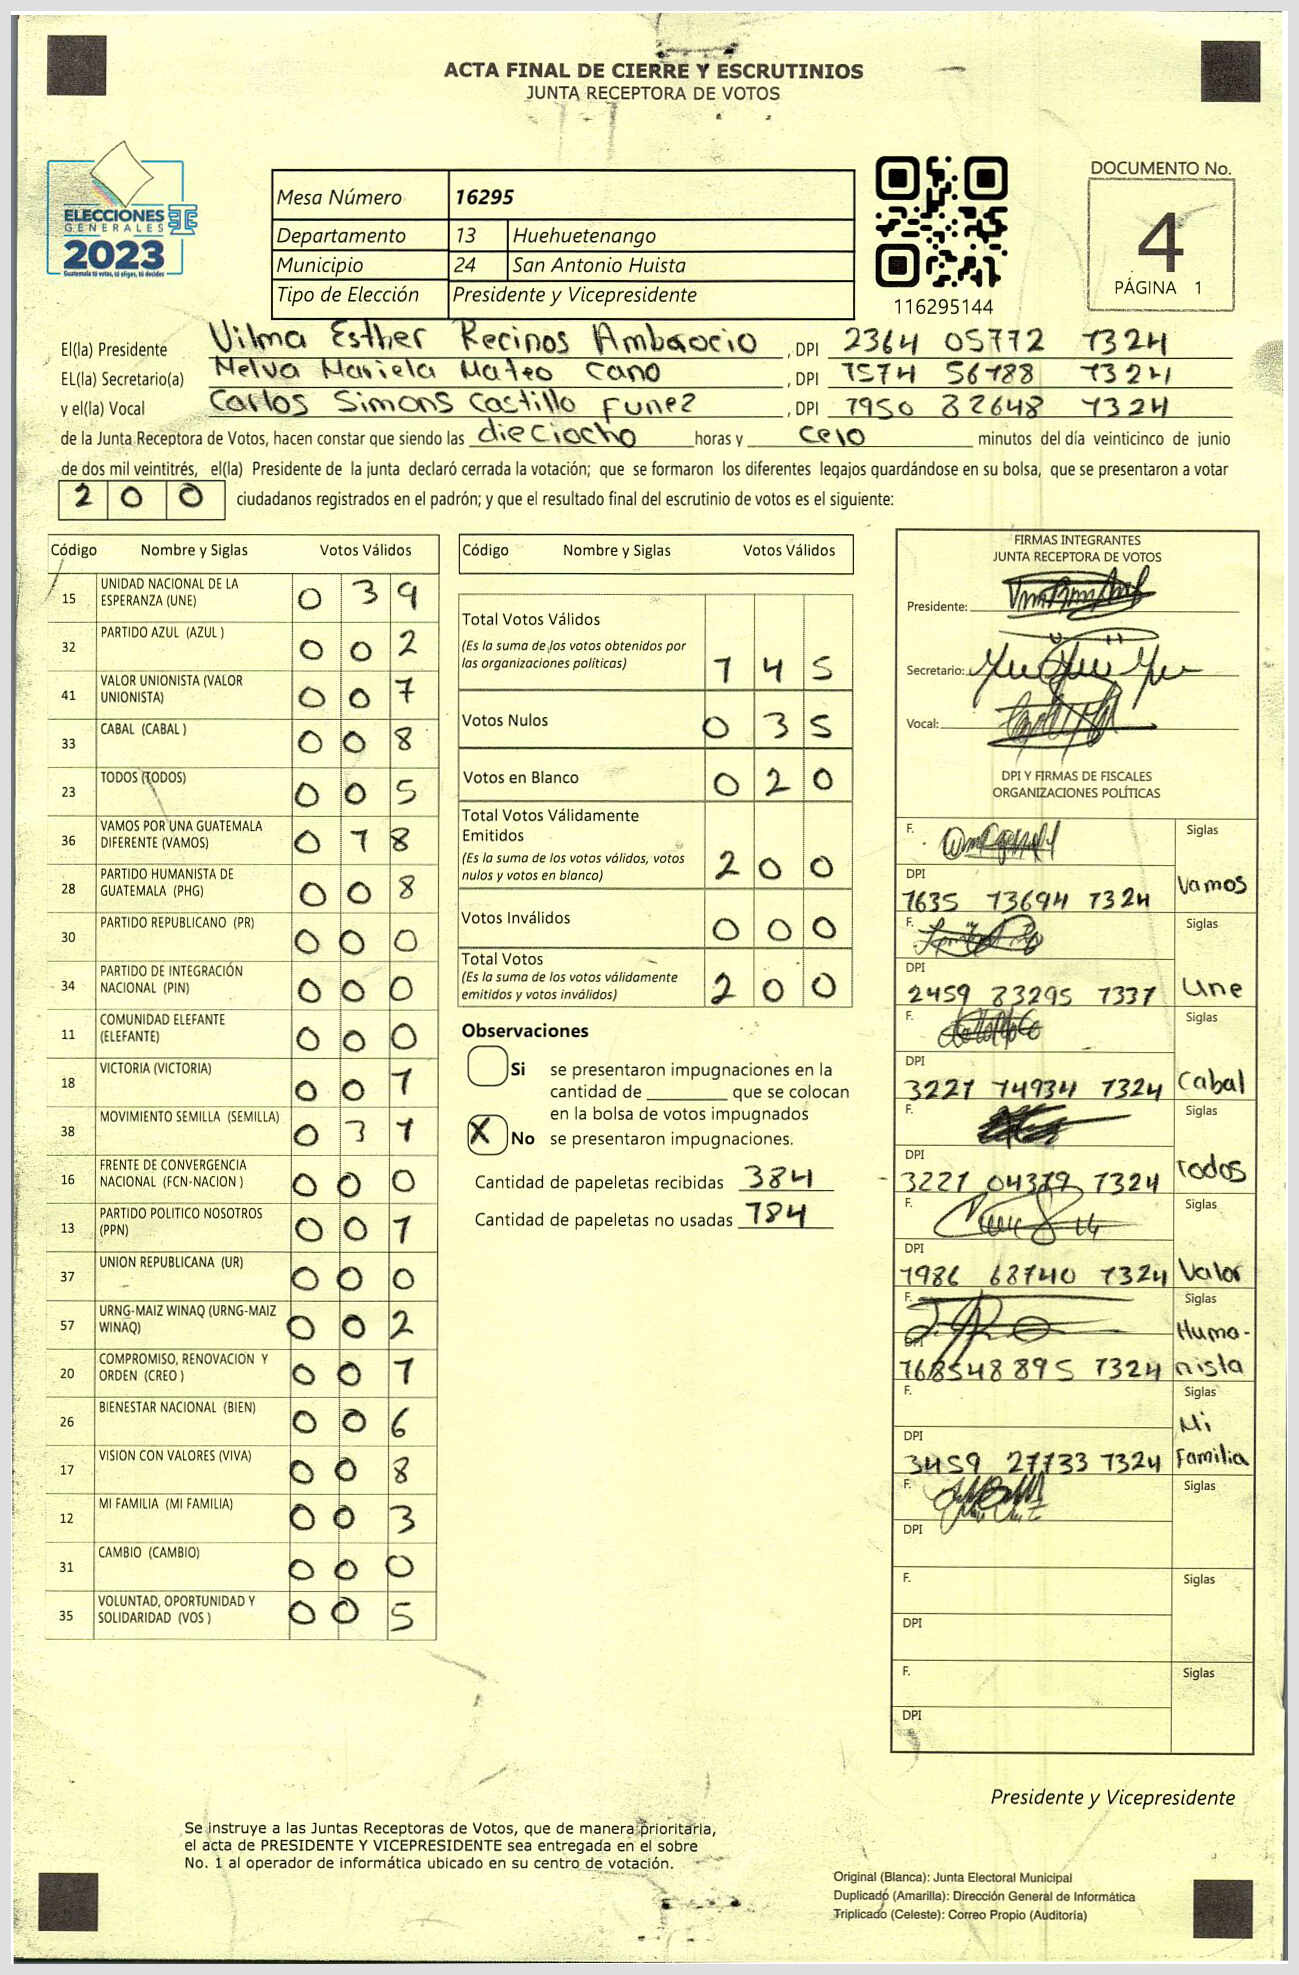 ACTA FINAL DE CIERRE Y ESCRUTINIOS
JUNTA RECEPTORA DE VOTOS
ELECCIONES
GENERALES
2023
Guatemala tú votas, tú eliges, tú decides
Mesa Número 16295
Departamento 13 Huehuetenango
Municipio 24 San Antonio Huista
Tipo de Elección Presidente y Vicepresidente
116295144
DOCUMENTO No.
4
PÁGINA 1
El(la) Presidente Vilma Esther Recinos Ambrocio , DPI 2364 05112 1324
EL(la) Secretario(a) Melva Mariela Mateo Cano , DPI 1574 56188 1324
y el(la) Vocal Carlos Simons Castillo Funez , DPI 1950 82648 1324
de la Junta Receptora de Votos, hacen constar que siendo las dieciocho horas y cero minutos del día veinticinco de junio
de dos mil veintitrés, el(la) Presidente de la junta declaró cerrada la votación; que se formaron los diferentes legajos quardándose en su bolsa, que se presentaron a votar
200 ciudadanos registrados en el padrón; y que el resultado final del escrutinio de votos es el siguiente:
Código Nombre y Siglas Votos Válidos
15 UNIDAD NACIONAL DE LA ESPERANZA (UNE) 0 3 9
32 PARTIDO AZUL (AZUL ) 0 0 2
41 VALOR UNIONISTA (VALOR UNIONISTA) 0 0 7
33 CABAL (CABAL ) 0 0 8
23 TODOS (TODOS) 0 0 5
36 VAMOS POR UNA GUATEMALA DIFERENTE (VAMOS) 0 1 8
28 PARTIDO HUMANISTA DE GUATEMALA (PHG) 0 0 8
30 PARTIDO REPUBLICANO (PR) 0 0 0
34 PARTIDO DE INTEGRACIÓN NACIONAL (PIN) 0 0 0
11 COMUNIDAD ELEFANTE (ELEFANTE) 0 0 0
18 VICTORIA (VICTORIA) 0 0 1
38 MOVIMIENTO SEMILLA (SEMILLA) 0 3 1
16 FRENTE DE CONVERGENCIA NACIONAL (FCN-NACION ) 0 0 0
13 PARTIDO POLITICO NOSOTROS (PPN) 0 0 1
37 UNION REPUBLICANA (UR) 0 0 0
57 URNG-MAIZ WINAQ (URNG-MAIZ WINAQ) 0 0 2
20 COMPROMISO, RENOVACION Y ORDEN (CREO ) 0 0 1
26 BIENESTAR NACIONAL (BIEN) 0 0 6
17 VISION CON VALORES (VIVA) 0 0 8
12 MI FAMILIA (MI FAMILIA) 0 0 3
31 CAMBIO (CAMBIO) 0 0 0
35 VOLUNTAD, OPORTUNIDAD Y SOLIDARIDAD (VOS ) 0 0 5
Código Nombre y Siglas Votos Válidos
Total Votos Válidos
(Es la suma de los votos obtenidos por
las organizaciones políticas) 1 4 5
Votos Nulos 0 3 5
Votos en Blanco 0 2 0
Total Votos Válidamente
Emitidos
(Es la suma de los votos válidos, votos
nulos y votos en blanco) 2 0 0
Votos Inválidos 0 0 0
Total Votos
(Es la suma de los votos válidamente
emitidos y votos inválidos) 2 0 0
Observaciones
Si se presentaron impugnaciones en la
cantidad de ________ que se colocan
en la bolsa de votos impugnados
X No se presentaron impugnaciones.
Cantidad de papeletas recibidas 384
Cantidad de papeletas no usadas 184
FIRMAS INTEGRANTES
JUNTA RECEPTORA DE VOTOS
Presidente:
Secretario:
Vocal:
DPI Y FIRMAS DE FISCALES
ORGANIZACIONES POLÍTICAS
F. Siglas
DPI Vamos
1635 13694 1324
F. Siglas
DPI
2459 83295 1331 Une
F. Siglas
DPI
3221 14934 1324 Cabal
F. Siglas
DPI
3221 04379 1324 Todos
F. Siglas
DPI
1986 68140 1324 Valor
F. Siglas
DPI Huma-
1685 48895 1324 nista
F. Siglas
DPI Mi
3459 27733 1324 Familia
F. Siglas
DPI
F. Siglas
DPI
F. Siglas
DPI
Presidente y Vicepresidente
Se instruye a las Juntas Receptoras de Votos, que de manera prioritaria,
el acta de PRESIDENTE Y VICEPRESIDENTE sea entregada en el sobre
No. 1 al operador de informática ubicado en su centro de votación.
Original (Blanca): Junta Electoral Municipal
Duplicado (Amarilla): Dirección General de Informática
Triplicado (Celeste): Correo Propio (Auditoría)